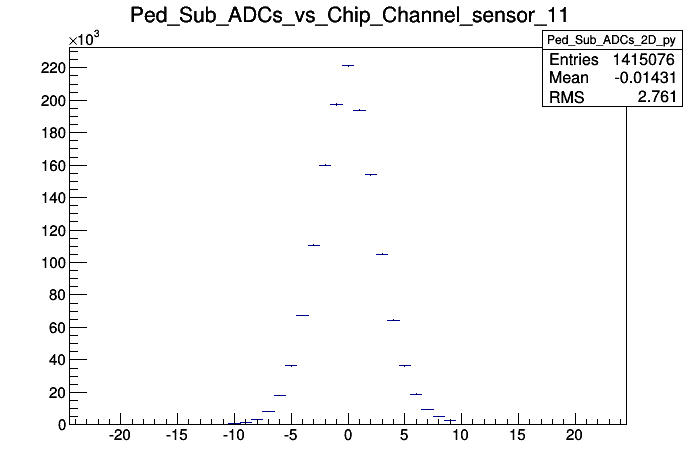 Ped_Sub_ADCs_vs_Chip_Channel_sensor_11
×10³
Ped_Sub_ADCs_2D_py
Entries 1415076
Mean -0.01431
RMS 2.761
220
200
180
160
140
120
100
80
60
40
20
0
-20 -15 -10 -5 0 5 10 15 20